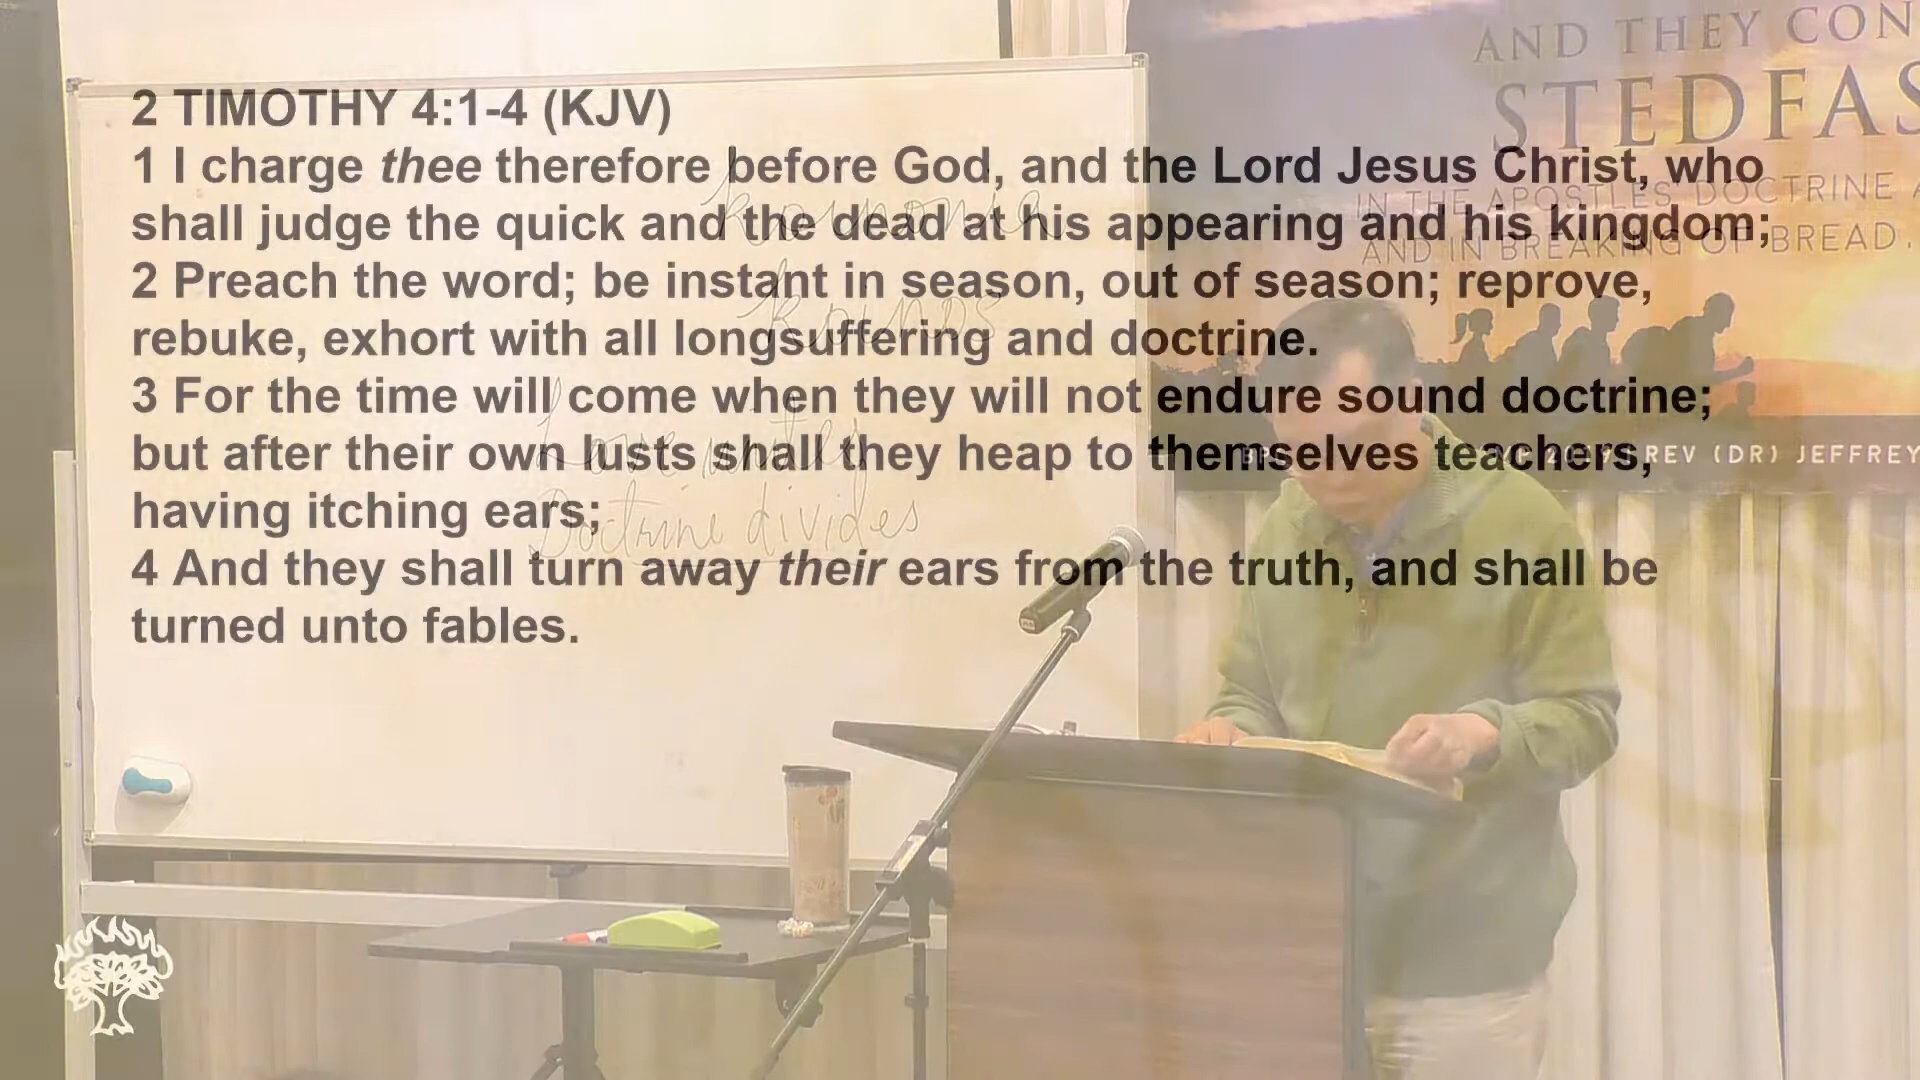 2 TIMOTHY 4:1-4 (KJV)
1 I charge thee therefore before God, and the Lord Jesus Christ, who
shall judge the quick and the dead at his appearing and his kingdom;
2 Preach the word; be instant in season, out of season; reprove,
rebuke, exhort with all longsuffering and doctrine.
3 For the time will come when they will not endure sound doctrine;
but after their own lusts shall they heap to themselves teachers,
having itching ears;
4 And they shall turn away their ears from the truth, and shall be
turned unto fables.
koinonia
koinos
Love unites
Doctrine divides
AND THEY CON
STEDFAS
IN THE APOSTLES DOCTRINE
AND IN BREAKING OF BREAD,
2019 REV (DR) JEFFREY